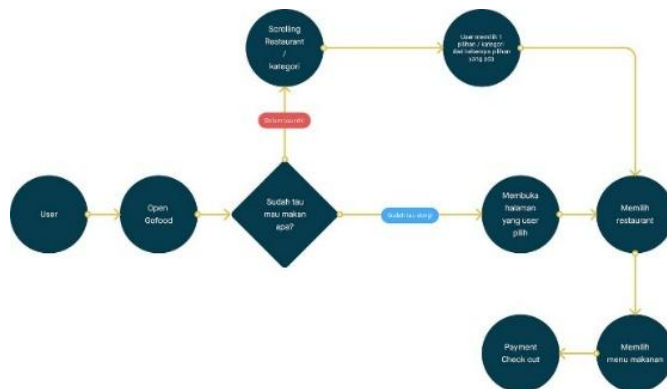 Scrolling
Restaurant
/
kategori
User memilih 1
pilihan / kategori
dari beberapa pilihan
yang ada
User
Open
Gofood
Sudah tau
mau makan
apa?
Sudah tau
Membuka
halaman
yang user
pilih
Memilih
restaurant
Payment
Check out
Memilih
menu makanan